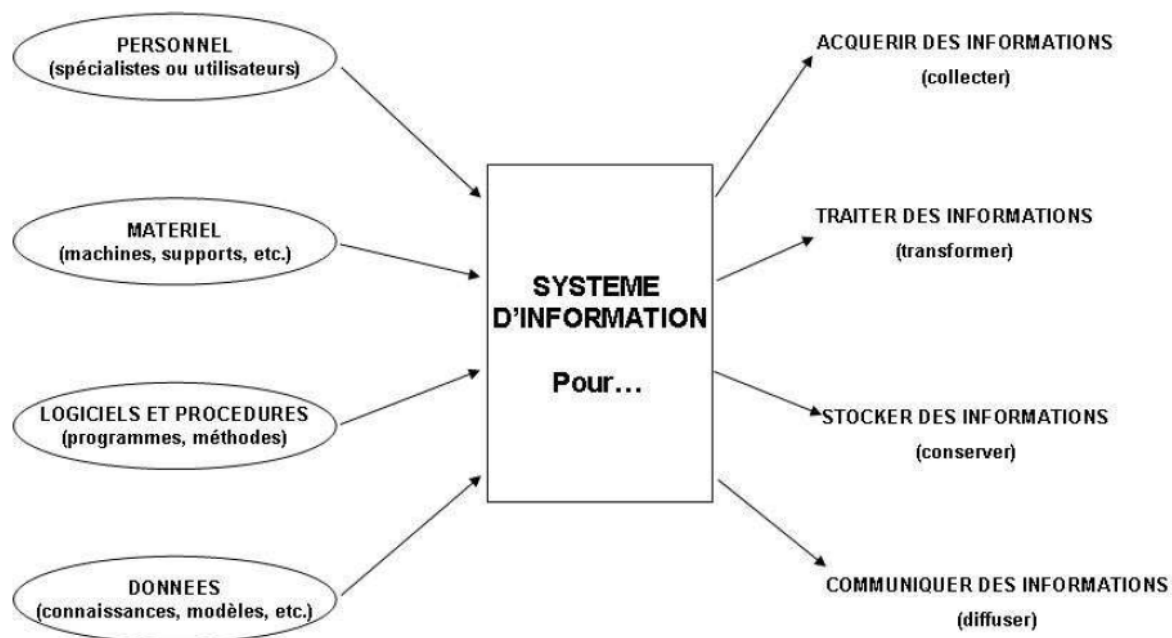 PERSONNEL
(spécialistes ou utilisateurs)
MATERIEL
(machines, supports, etc.)
LOGICIELS ET PROCEDURES
(programmes, méthodes)
DONNEES
(connaissances, modèles, etc.)
SYSTEME
D'INFORMATION
Pour...
ACQUERIR DES INFORMATIONS
(collecter)
TRAITER DES INFORMATIONS
(transformer)
STOCKER DES INFORMATIONS
(conserver)
COMMUNIQUER DES INFORMATIONS
(diffuser)